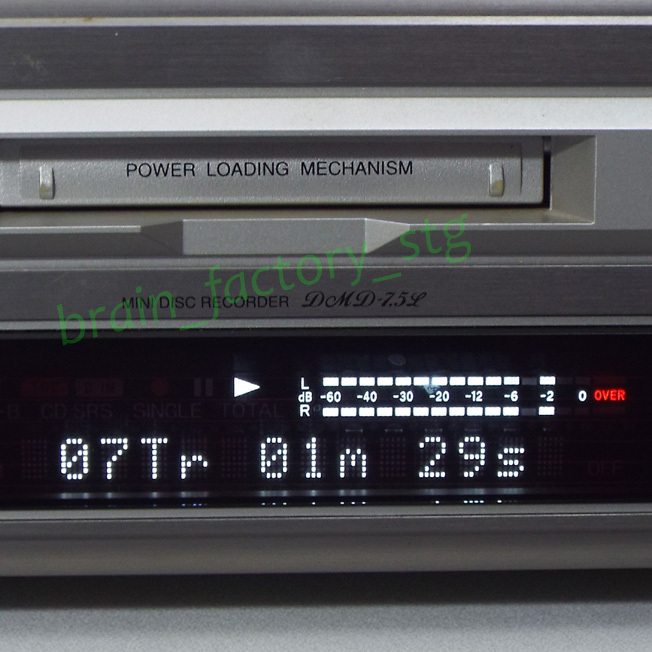 POWER LOADING MECHANISM
brain_factory_stg
MINI DISC RECORDER DMD-7.5L
L
dB -60 -40 -30 -20 -12 -6 -2 0 OVER
R
CD-SRS SINGLE TOTAL
07Tr 01m 29s
OFF